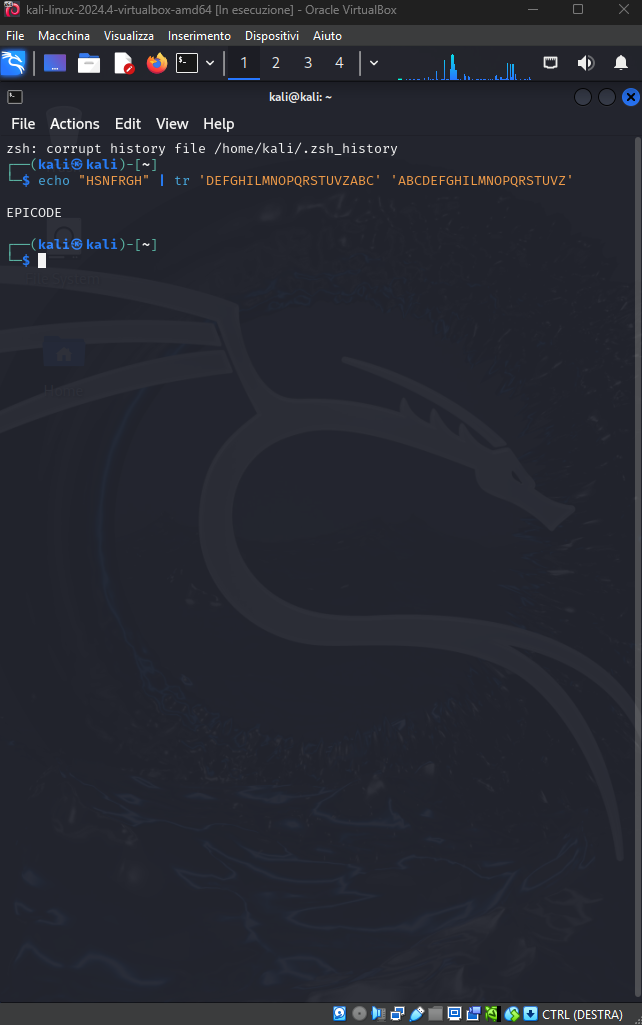 kali-linux-2024.4-virtualbox-amd64 [In esecuzione] - Oracle VirtualBox
File Macchina Visualizza Inserimento Dispositivi Aiuto
1 2 3 4
kali@kali: ~
File Actions Edit View Help
zsh: corrupt history file /home/kali/.zsh_history
┌──(kali㉿kali)-[~]
└─$ echo "HSNFRGH" | tr 'DEFGHILMNOPQRSTUVZABC' 'ABCDEFGHILMNOPQRSTUVZ'
EPICODE
┌──(kali㉿kali)-[~]
└─$
Home
CTRL (DESTRA)